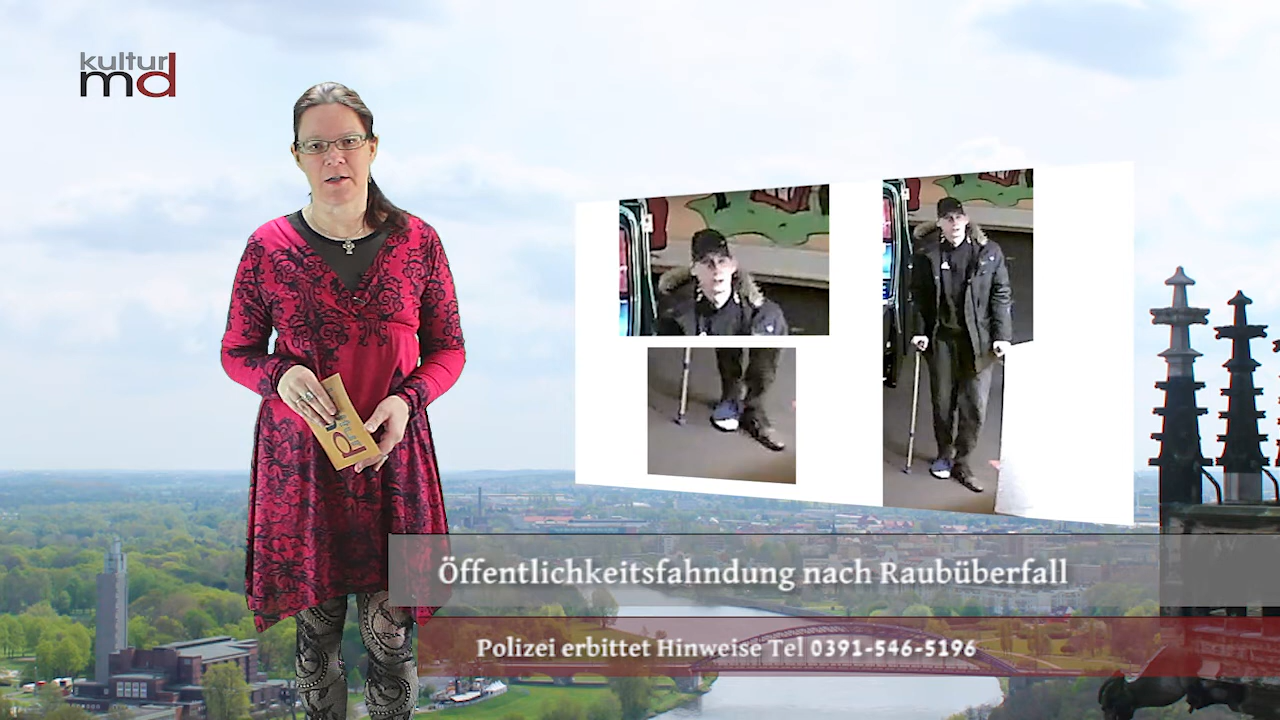 kultur
md
Öffentlichkeitsfahndung nach Raubüberfall
Polizei erbittet Hinweise Tel 0391-546-5196